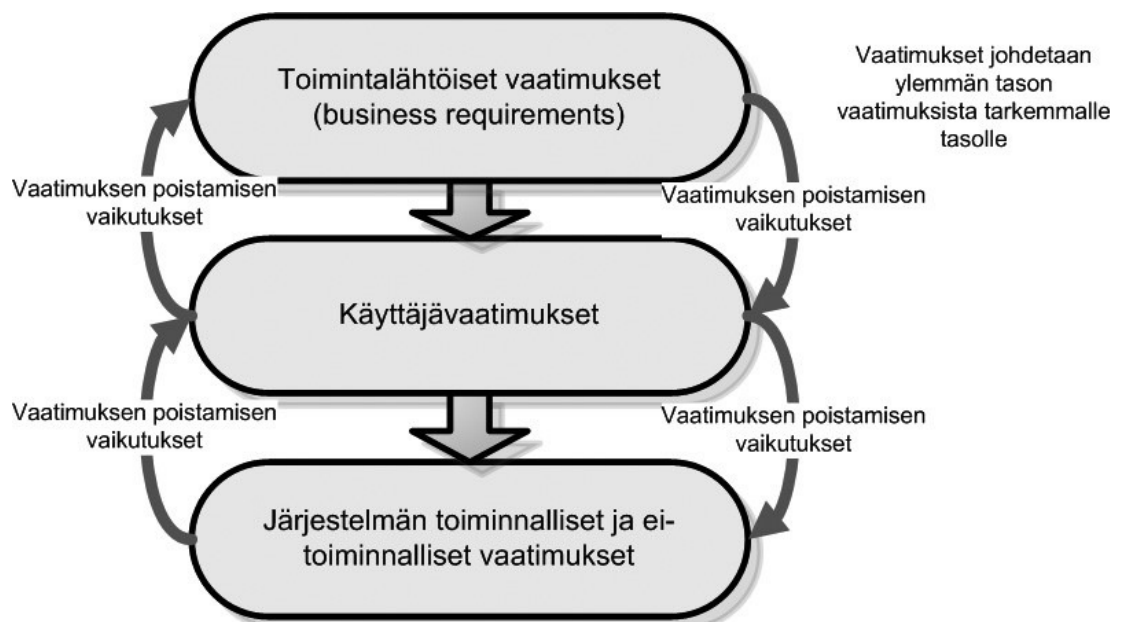 Toimintalähtöiset vaatimukset
(business requirements)
Vaatimukset johdetaan
ylemmän tason
vaatimuksista tarkemmalle
tasolle
Vaatimuksen poistamisen
vaikutukset
Vaatimuksen poistamisen
vaikutukset
Käyttäjävaatimukset
Vaatimuksen poistamisen
vaikutukset
Vaatimuksen poistamisen
vaikutukset
Järjestelmän toiminnalliset ja ei-
toiminnalliset vaatimukset